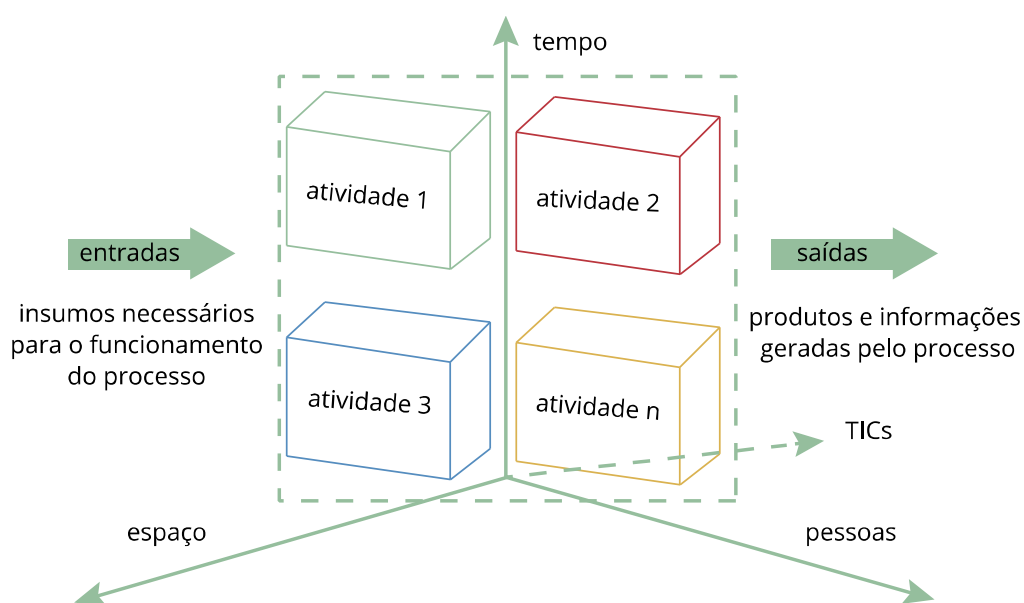 tempo
atividade 1
atividade 2
entradas
saídas
insumos necessários
para o funcionamento
do processo
produtos e informações
geradas pelo processo
atividade 3
atividade n
TICs
espaço
pessoas